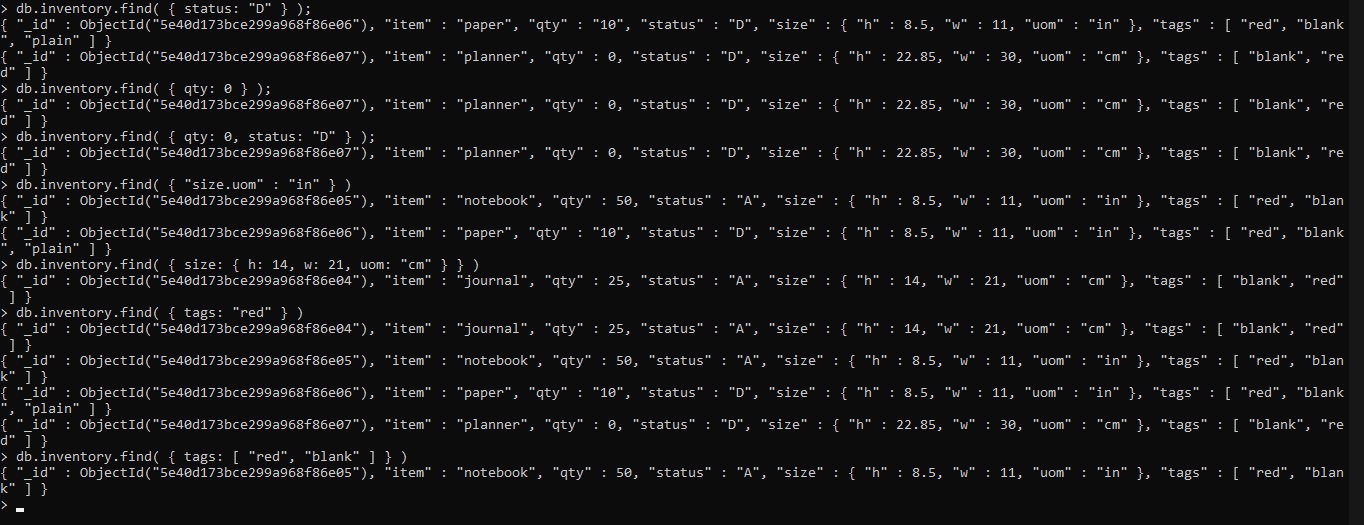 > db.inventory.find( { status: "D" } );
{ "_id" : ObjectId("5e40d173bce299a968f86e06"), "item" : "paper", "qty" : "10", "status" : "D", "size" : { "h" : 8.5, "w" : 11, "uom" : "in" }, "tags" : [ "red", "blank
", "plain" ] }
{ "_id" : ObjectId("5e40d173bce299a968f86e07"), "item" : "planner", "qty" : 0, "status" : "D", "size" : { "h" : 22.85, "w" : 30, "uom" : "cm" }, "tags" : [ "blank", "re
d" ] }
> db.inventory.find( { qty: 0 } );
{ "_id" : ObjectId("5e40d173bce299a968f86e07"), "item" : "planner", "qty" : 0, "status" : "D", "size" : { "h" : 22.85, "w" : 30, "uom" : "cm" }, "tags" : [ "blank", "re
d" ] }
> db.inventory.find( { qty: 0, status: "D" } );
{ "_id" : ObjectId("5e40d173bce299a968f86e07"), "item" : "planner", "qty" : 0, "status" : "D", "size" : { "h" : 22.85, "w" : 30, "uom" : "cm" }, "tags" : [ "blank", "re
d" ] }
> db.inventory.find( { "size.uom" : "in" } )
{ "_id" : ObjectId("5e40d173bce299a968f86e05"), "item" : "notebook", "qty" : 50, "status" : "A", "size" : { "h" : 8.5, "w" : 11, "uom" : "in" }, "tags" : [ "red", "blan
k" ] }
{ "_id" : ObjectId("5e40d173bce299a968f86e06"), "item" : "paper", "qty" : "10", "status" : "D", "size" : { "h" : 8.5, "w" : 11, "uom" : "in" }, "tags" : [ "red", "blank
", "plain" ] }
> db.inventory.find( { size: { h: 14, w: 21, uom: "cm" } } )
{ "_id" : ObjectId("5e40d173bce299a968f86e04"), "item" : "journal", "qty" : 25, "status" : "A", "size" : { "h" : 14, "w" : 21, "uom" : "cm" }, "tags" : [ "blank", "red"
 ] }
> db.inventory.find( { tags: "red" } )
{ "_id" : ObjectId("5e40d173bce299a968f86e04"), "item" : "journal", "qty" : 25, "status" : "A", "size" : { "h" : 14, "w" : 21, "uom" : "cm" }, "tags" : [ "blank", "red"
 ] }
{ "_id" : ObjectId("5e40d173bce299a968f86e05"), "item" : "notebook", "qty" : 50, "status" : "A", "size" : { "h" : 8.5, "w" : 11, "uom" : "in" }, "tags" : [ "red", "blan
k" ] }
{ "_id" : ObjectId("5e40d173bce299a968f86e06"), "item" : "paper", "qty" : "10", "status" : "D", "size" : { "h" : 8.5, "w" : 11, "uom" : "in" }, "tags" : [ "red", "blank
", "plain" ] }
{ "_id" : ObjectId("5e40d173bce299a968f86e07"), "item" : "planner", "qty" : 0, "status" : "D", "size" : { "h" : 22.85, "w" : 30, "uom" : "cm" }, "tags" : [ "blank", "re
d" ] }
> db.inventory.find( { tags: [ "red", "blank" ] } )
{ "_id" : ObjectId("5e40d173bce299a968f86e05"), "item" : "notebook", "qty" : 50, "status" : "A", "size" : { "h" : 8.5, "w" : 11, "uom" : "in" }, "tags" : [ "red", "blan
k" ] }
>